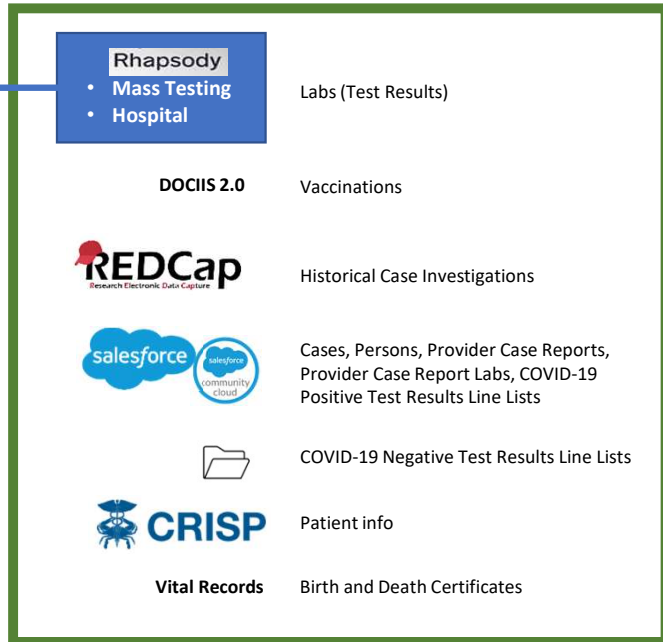 Rhapsody
• Mass Testing
• Hospital
Labs (Test Results)
DOCIIS 2.0
Vaccinations
REDCap
Research Electronic Data Capture
Historical Case Investigations
salesforce
salesforce
community
cloud
Cases, Persons, Provider Case Reports,
Provider Case Report Labs, COVID-19
Positive Test Results Line Lists
COVID-19 Negative Test Results Line Lists
CRISP
Patient info
Vital Records
Birth and Death Certificates